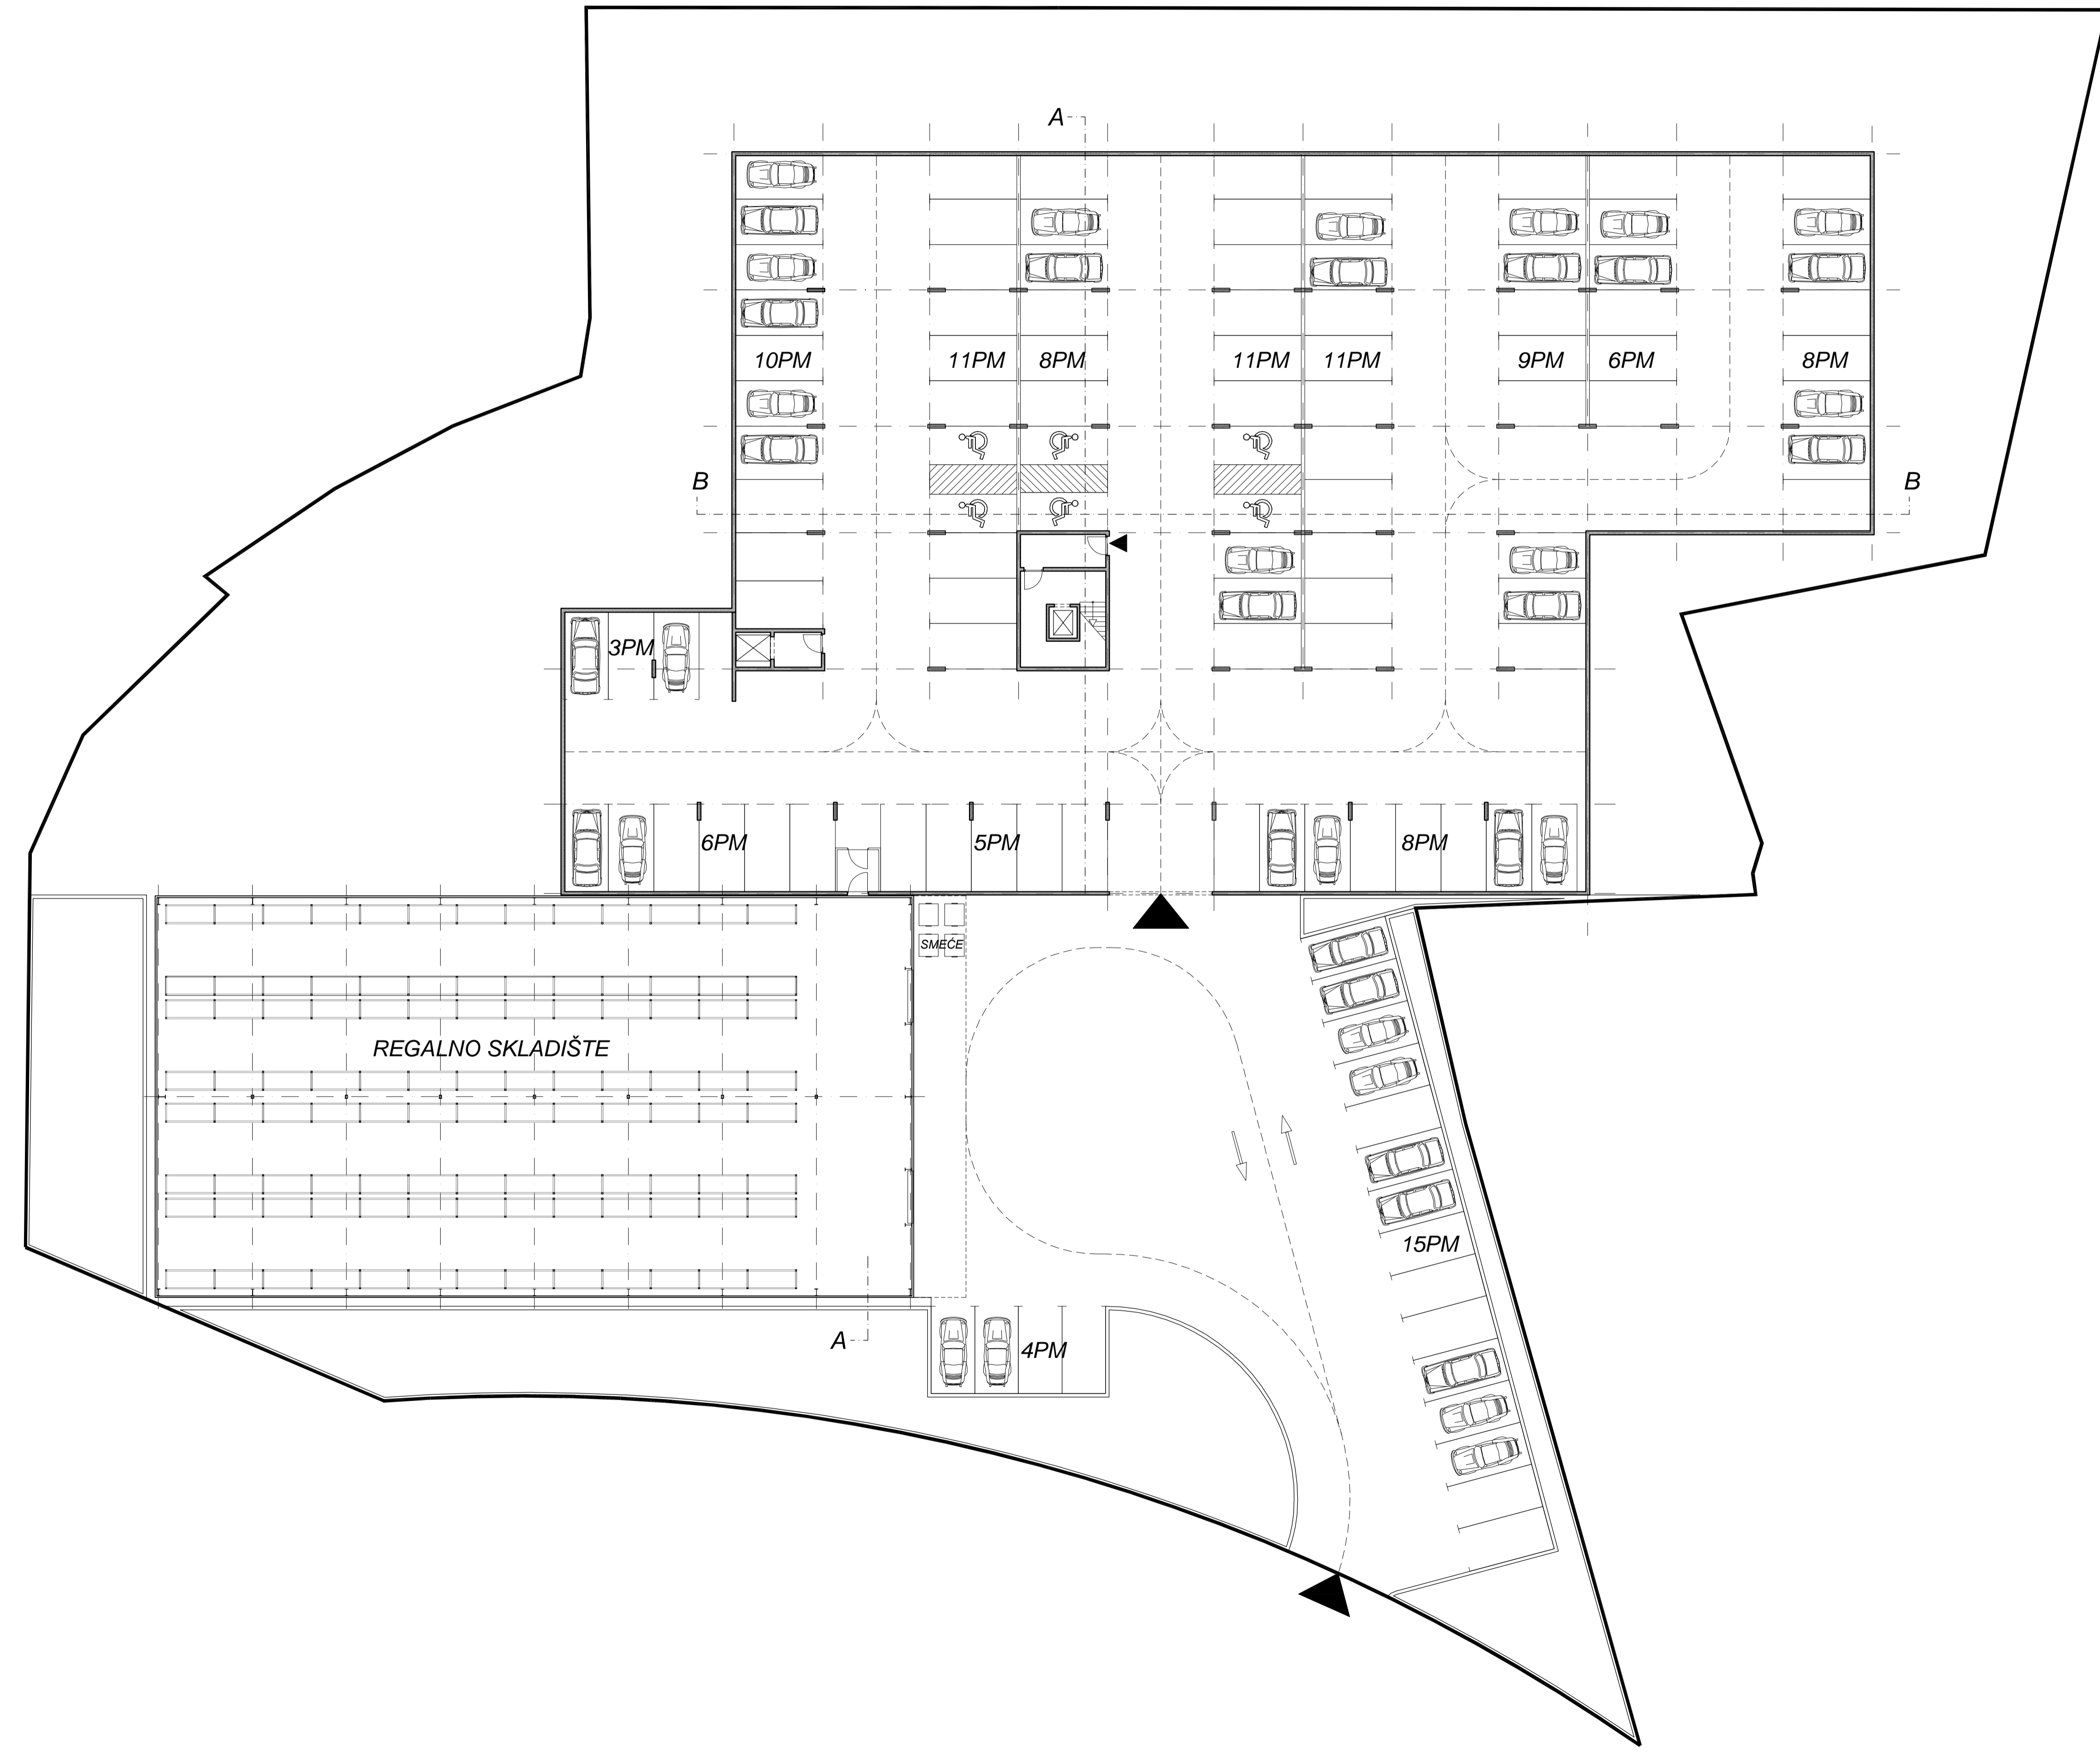 A
10PM
11PM
8PM
11PM
11PM
9PM
6PM
8PM
B
B
3PM
6PM
5PM
8PM
SMEĆE
REGALNO SKLADIŠTE
15PM
A
4PM